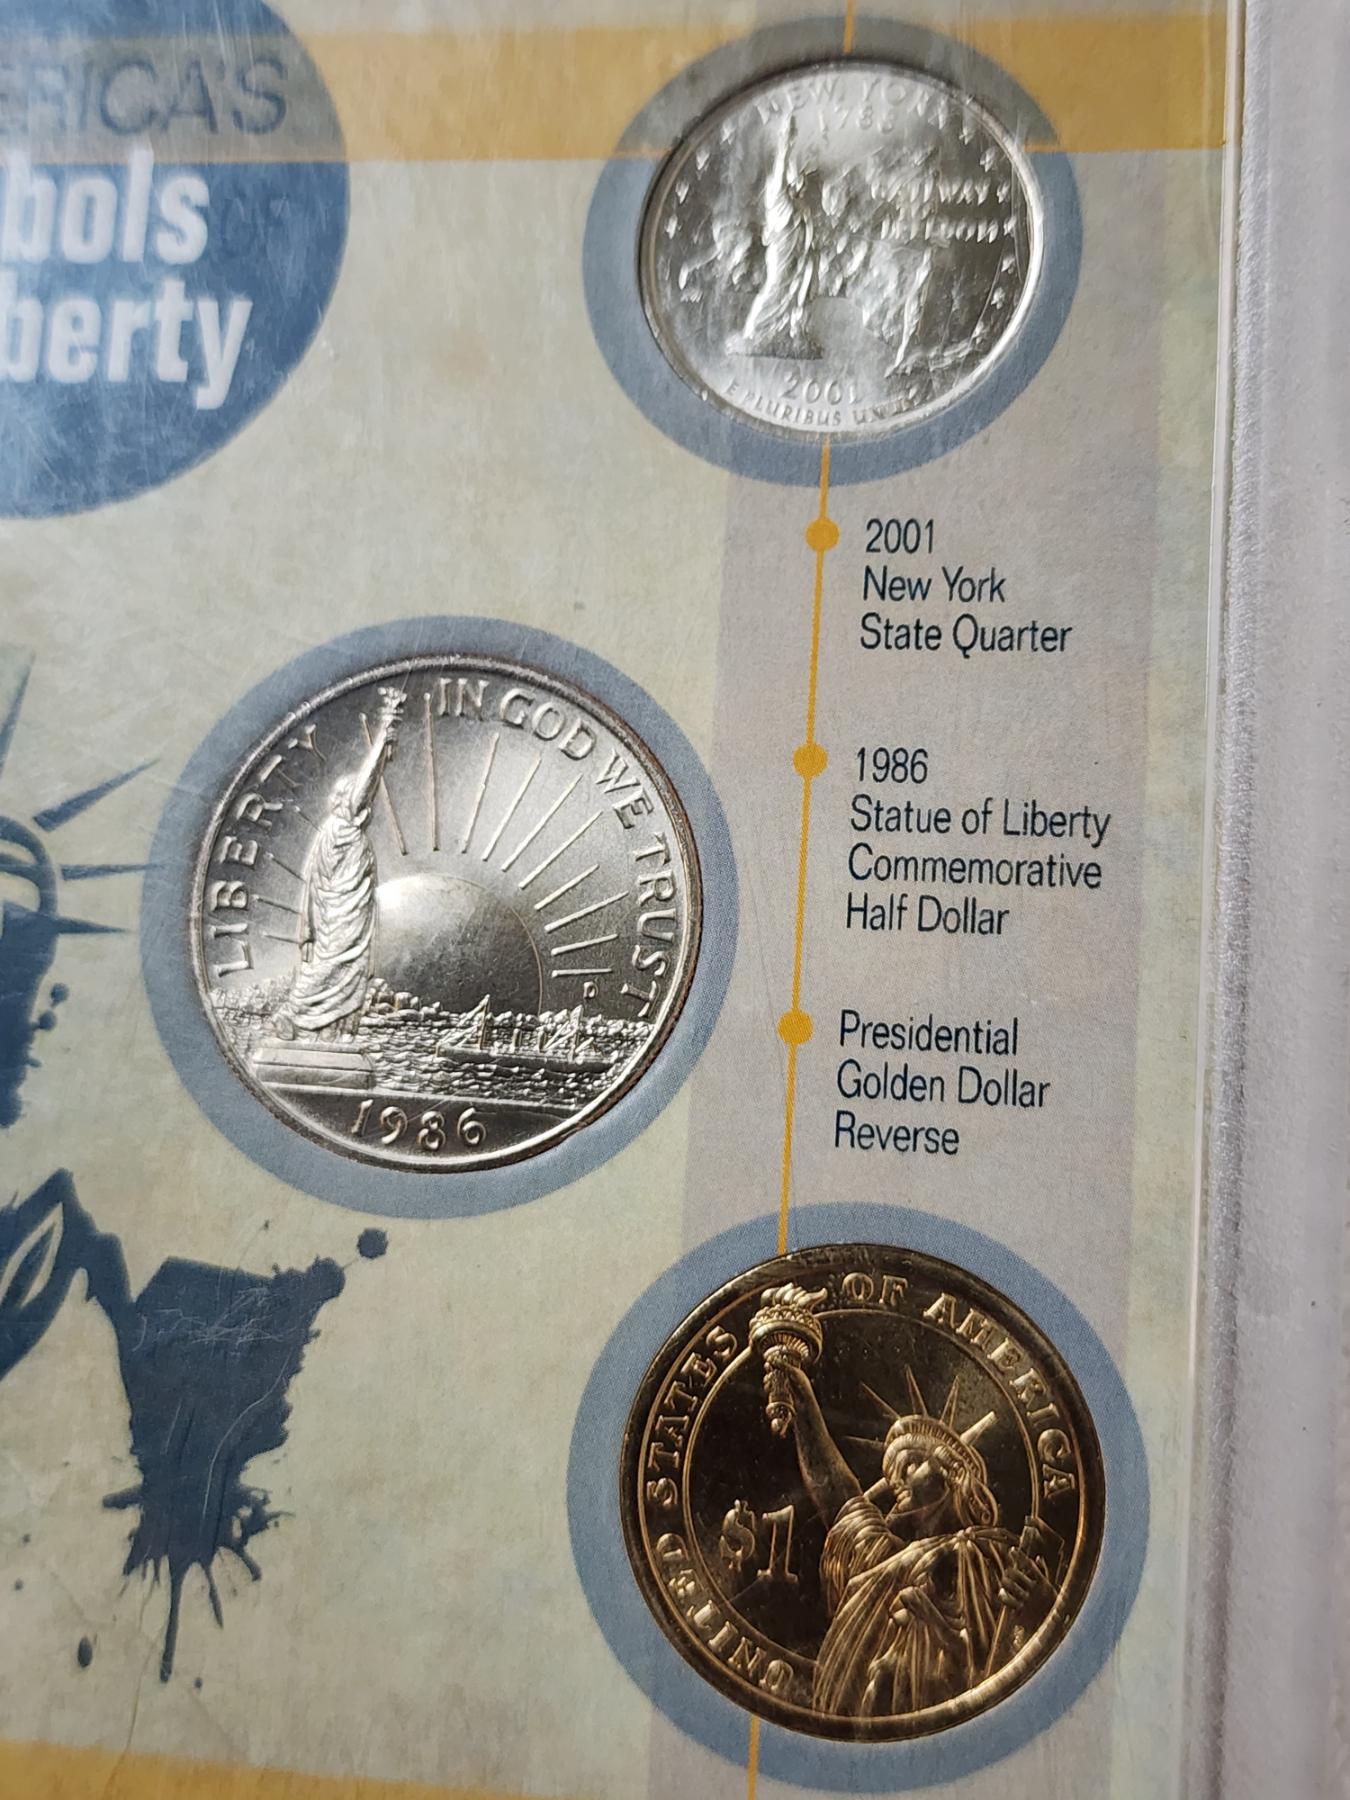 ERICA'S
bols
berty
NEW YORK
1788
GATEWAY
TO
FREEDOM
2001
E PLURIBUS UNUM
2001
New York
State Quarter
LIBERTY
IN GOD WE TRUST
D
1986
1986
Statue of Liberty
Commemorative
Half Dollar
Presidential
Golden Dollar
Reverse
UNITED STATES OF AMERICA
$1